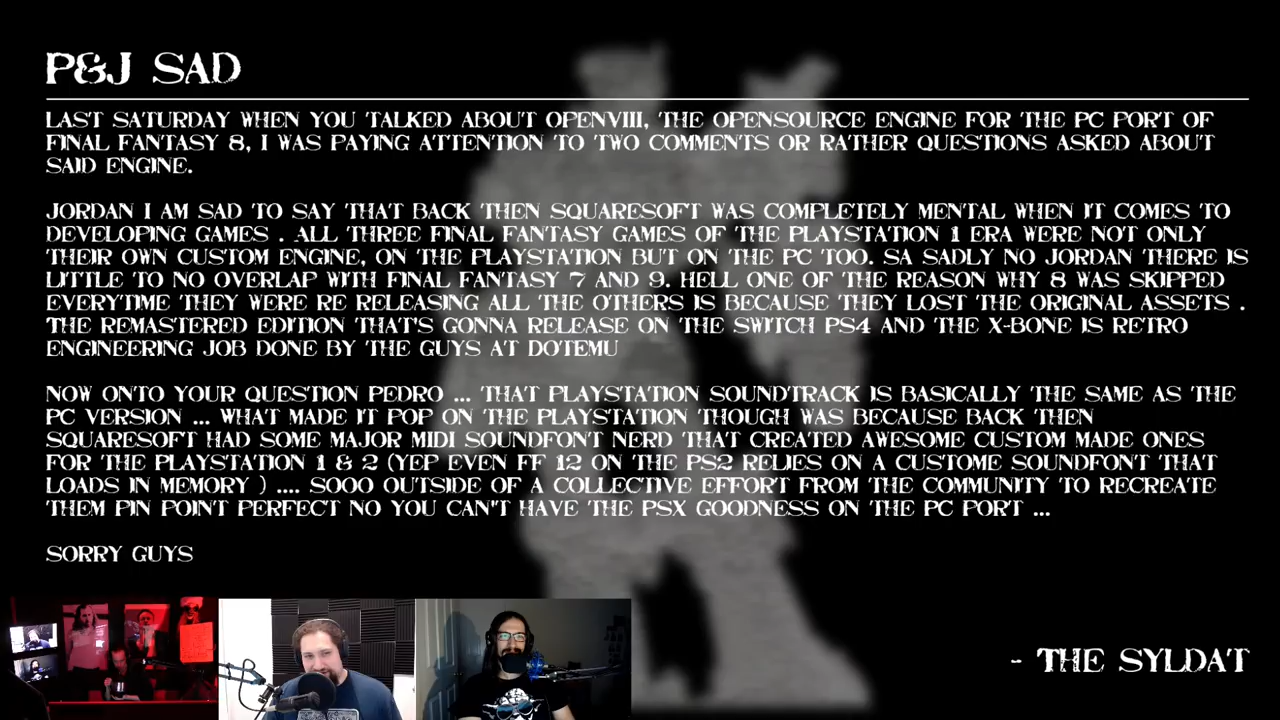 P&J SAD
LAST SATURDAY WHEN YOU TALKED ABOUT OPENVIII, THE OPENSOURCE ENGINE FOR THE PC PORT OF
FINAL FANTASY 8, I WAS PAYING ATTENTION TO TWO COMMENTS OR RATHER QUESTIONS ASKED ABOUT
SAID ENGINE.
JORDAN I AM SAD TO SAY THAT BACK THEN SQUARESOFT WAS COMPLETELY MENTAL WHEN IT COMES TO
DEVELOPING GAMES . ALL THREE FINAL FANTASY GAMES OF THE PLAYSTATION 1 ERA WERE NOT ONLY
THEIR OWN CUSTOM ENGINE, ON THE PLAYSTATION BUT ON THE PC TOO. SA SADLY NO JORDAN THERE IS
LITTLE TO NO OVERLAP WITH FINAL FANTASY 7 AND 9. HELL ONE OF THE REASON WHY 8 WAS SKIPPED
EVERYTIME THEY WERE RE RELEASING ALL THE OTHERS IS BECAUSE THEY LOST THE ORIGINAL ASSETS .
THE REMASTERED EDITION THAT'S GONNA RELEASE ON THE SWITCH PS4 AND THE X-BONE IS RETRO
ENGINEERING JOB DONE BY THE GUYS AT DOTEMU
NOW ONTO YOUR QUESTION PEDRO ... THAT PLAYSTATION SOUNDTRACK IS BASICALLY THE SAME AS THE
PC VERSION ... WHAT MADE IT POP ON THE PLAYSTATION THOUGH WAS BECAUSE BACK THEN
SQUARESOFT HAD SOME MAJOR MIDI SOUNDFONT NERD THAT CREATED AWESOME CUSTOM MADE ONES
FOR THE PLAYSTATION 1 & 2 (YEP EVEN FF 12 ON THE PS2 RELIES ON A CUSTOME SOUNDFONT THAT
LOADS IN MEMORY ) .... SOOO OUTSIDE OF A COLLECTIVE EFFORT FROM THE COMMUNITY TO RECREATE
THEM PIN POINT PERFECT NO YOU CAN'T HAVE THE PSX GOODNESS ON THE PC PORT ...
SORRY GUYS
- THE SYLDAT